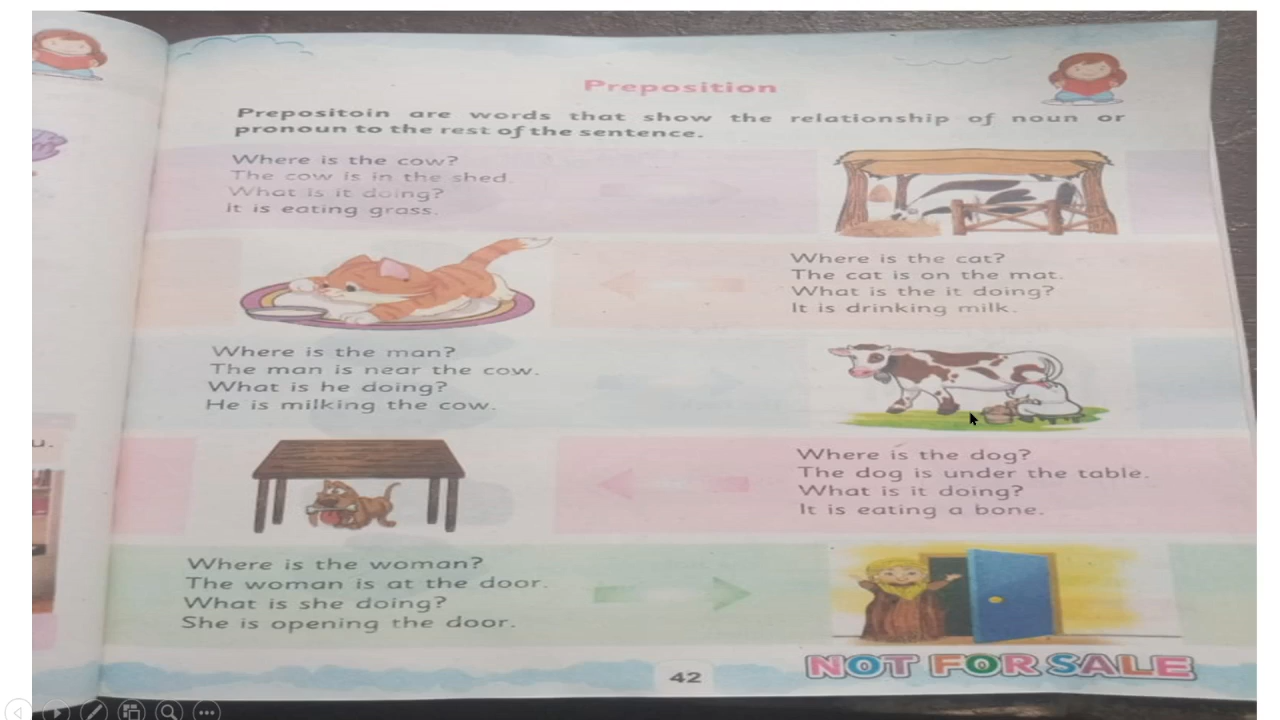 Preposition
Prepositoin are words that show the relationship of noun or
pronoun to the rest of the sentence.
Where is the cow?
The cow is in the shed.
What is it doing?
It is eating grass.
Where is the cat?
The cat is on the mat.
What is the it doing?
It is drinking milk.
Where is the man?
The man is near the cow.
What is he doing?
He is milking the cow.
u.
Where is the dog?
The dog is under the table.
What is it doing?
It is eating a bone.
Where is the woman?
The woman is at the door.
What is she doing?
She is opening the door.
42
NOT FOR SALE